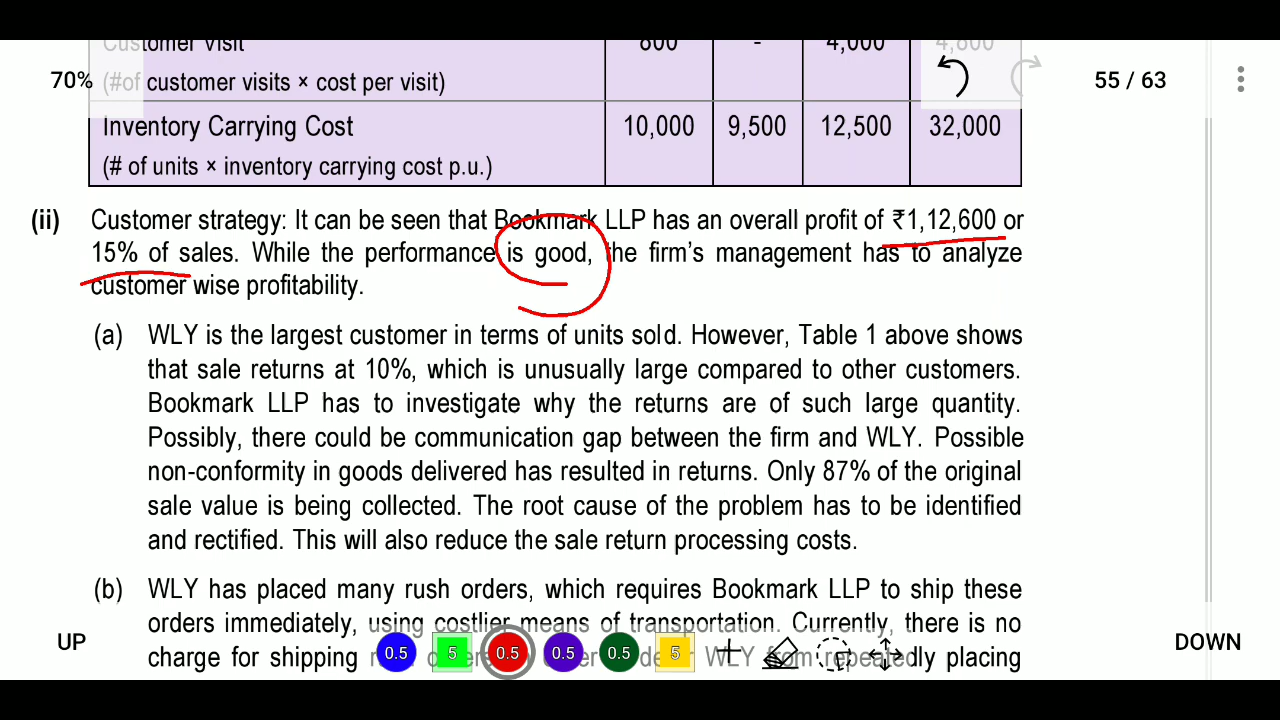 Customer Visit 800 - 4,000 4,800
70% (#of customer visits × cost per visit) 55 / 63
Inventory Carrying Cost 10,000 9,500 12,500 32,000
(# of units × inventory carrying cost p.u.)
(ii) Customer strategy: It can be seen that Bookmark LLP has an overall profit of ₹1,12,600 or
15% of sales. While the performance is good, the firm's management has to analyze
customer wise profitability.
(a) WLY is the largest customer in terms of units sold. However, Table 1 above shows
that sale returns at 10%, which is unusually large compared to other customers.
Bookmark LLP has to investigate why the returns are of such large quantity.
Possibly, there could be communication gap between the firm and WLY. Possible
non-conformity in goods delivered has resulted in returns. Only 87% of the original
sale value is being collected. The root cause of the problem has to be identified
and rectified. This will also reduce the sale return processing costs.
(b) WLY has placed many rush orders, which requires Bookmark LLP to ship these
orders immediately, using costlier means of transportation. Currently, there is no
charge for shipping WLY from repeatedly placing
UP 0.5 5 0.5 0.5 0.5 5 DOWN